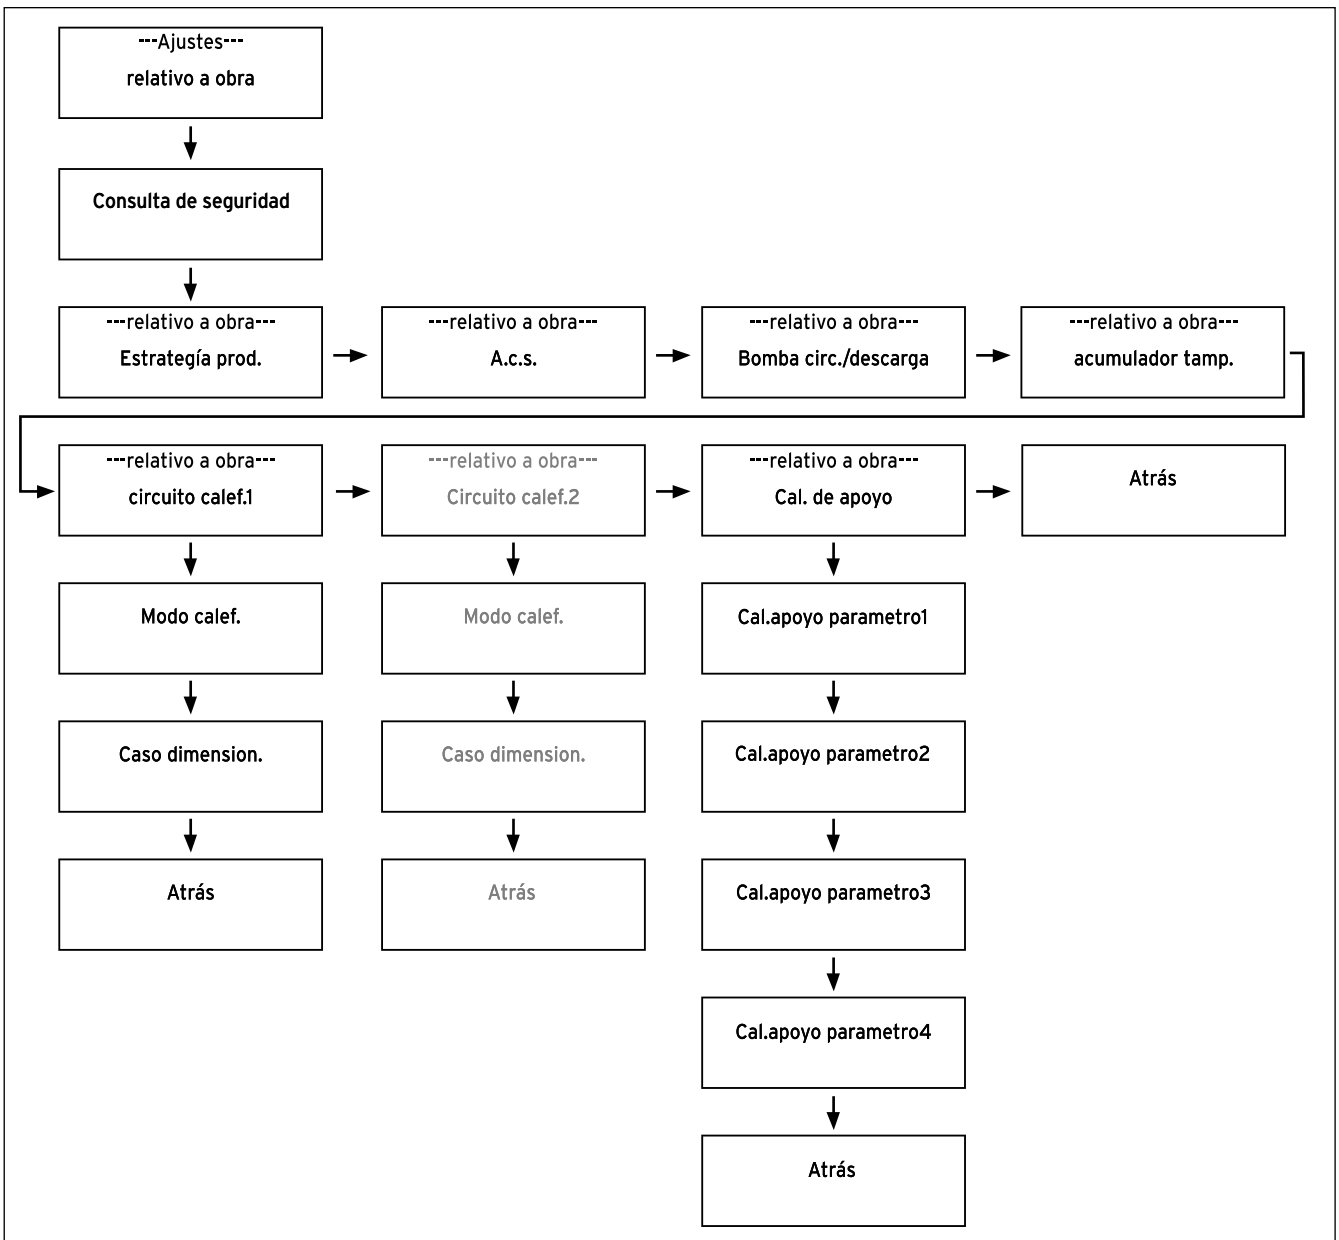 ---Ajustes---
relativo a obra
Consulta de seguridad
---relativo a obra---
Estrategía prod.
---relativo a obra---
A.c.s.
---relativo a obra---
Bomba circ./descarga
---relativo a obra---
acumulador tamp.
---relativo a obra---
circuito calef.1
---relativo a obra---
Circuito calef.2
---relativo a obra---
Cal. de apoyo
Atrás
Modo calef.
Modo calef.
Cal.apoyo parametro1
Caso dimension.
Caso dimension.
Cal.apoyo parametro2
Atrás
Atrás
Cal.apoyo parametro3
Cal.apoyo parametro4
Atrás